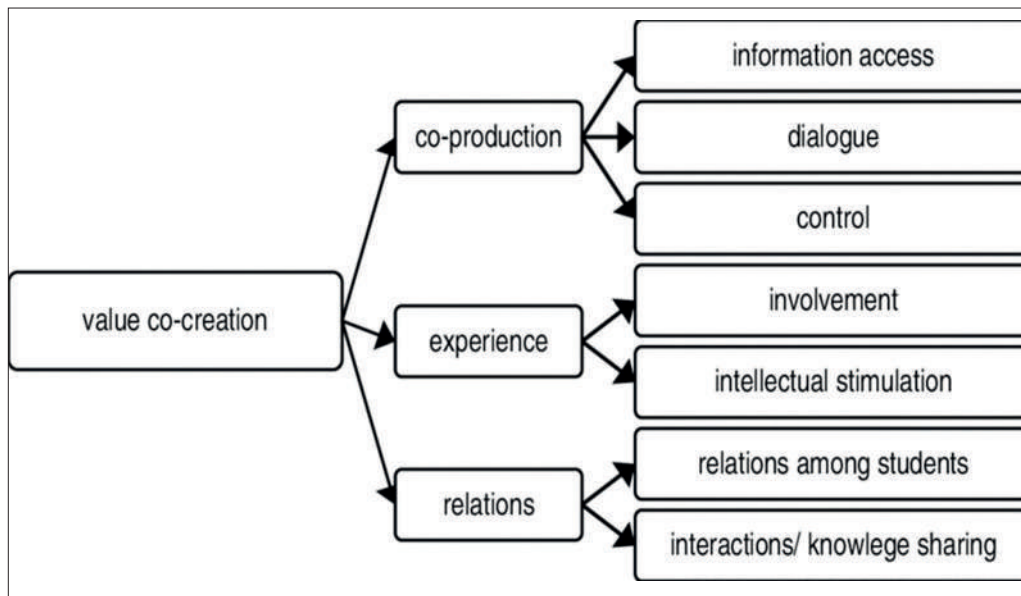 value co-creation
co-production
information access
dialogue
control
experience
involvement
intellectual stimulation
relations
relations among students
interactions/ knowlege sharing